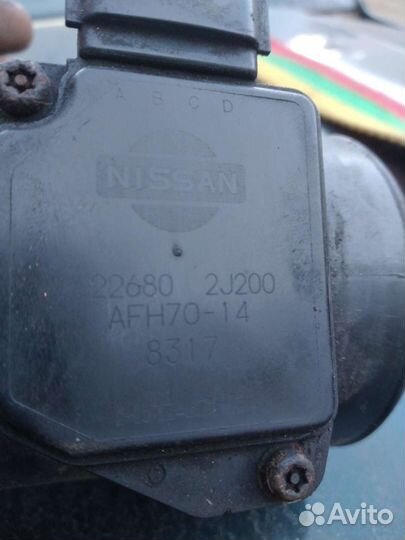 A B C D
NISSAN
22680 2J200
AFH70-14
8317
Avito